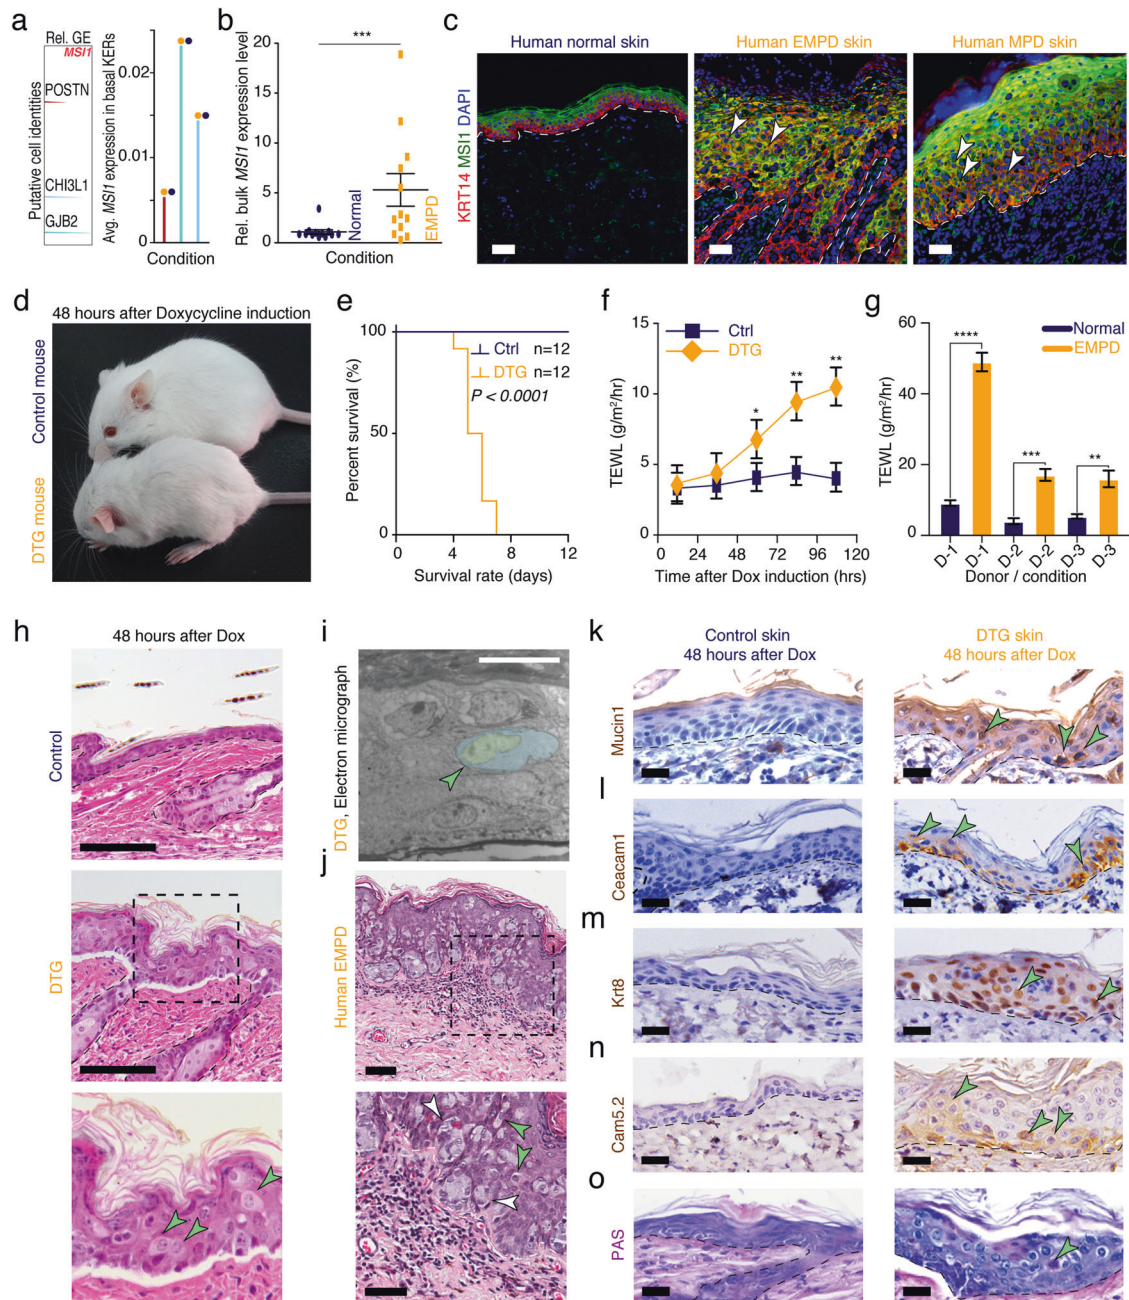 a
Rel. GE
MSI1
POSTN
CHI3L1
GJB2
Putative cell identities
Avg. MSI1 expression in basal KERs
0.02
0.01
0
Condition
b
***
Rel. bulk MSI1 expression level
20
15
10
5
0
Normal
EMPD
Condition
c
Human normal skin
Human EMPD skin
Human MPD skin
KRT14 MSI1 DAPI
d
48 hours after Doxycycline induction
Control mouse
DTG mouse
e
Percent survival (%)
100
50
0
Ctrl n=12
DTG n=12
P < 0.0001
0 4 8 12
Survival rate (days)
f
TEWL (g/m²/hr)
15
10
5
0
Ctrl
DTG
*
**
**
0 24 48 72 96 120
Time after Dox induction (hrs)
g
TEWL (g/m²/hr)
60
40
20
0
Normal
EMPD
****
***
**
D-1 D-1 D-2 D-2 D-3 D-3
Donor / condition
h
48 hours after Dox
Control
DTG
i
DTG, Electron micrograph
j
Human EMPD
k
Control skin
48 hours after Dox
DTG skin
48 hours after Dox
Mucin1
l
Ceacam1
m
Krt8
n
Cam5.2
o
PAS